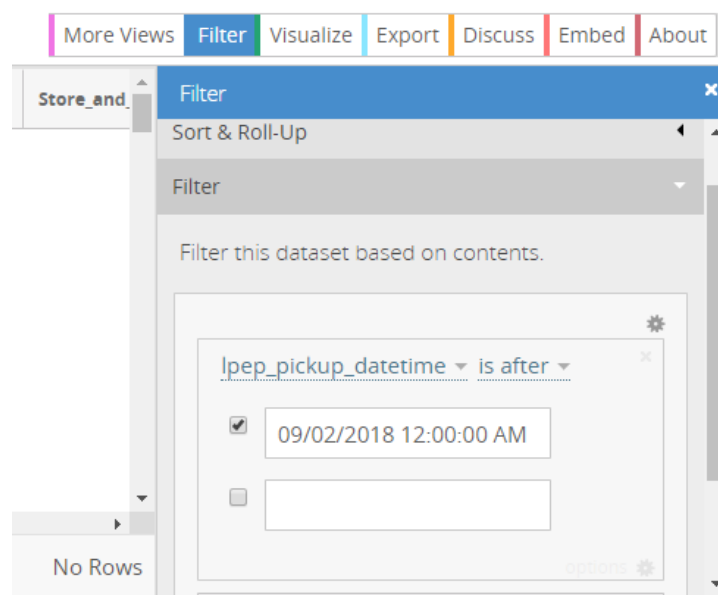 More Views Filter Visualize Export Discuss Embed About
Store_and_
Filter
Sort & Roll-Up
Filter
Filter this dataset based on contents.
lpep_pickup_datetime is after
09/02/2018 12:00:00 AM
options
No Rows